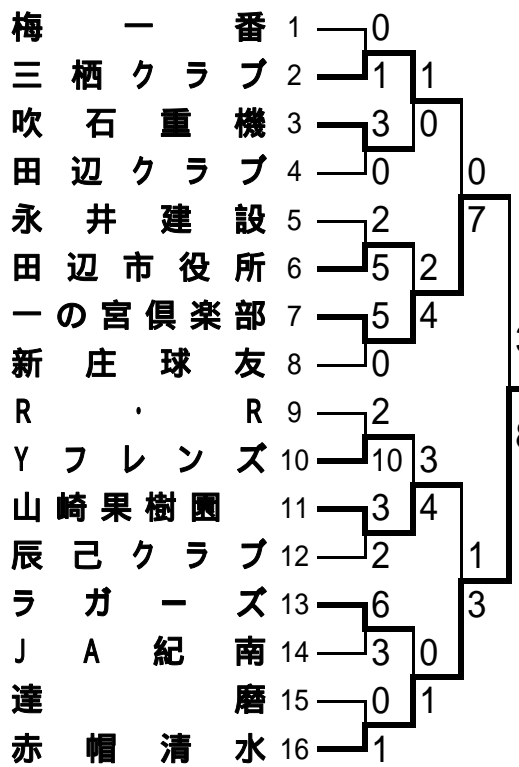 梅一番 1 0
三栖クラブ 2 1 1
吹石重機 3 3 0
田辺クラブ 4 0 0
永井建設 5 2 7
田辺市役所 6 5 2
一の宮倶楽部 7 5 4
新庄球友 8 0
R・R 9 2
Yフレンズ 10 10 3
山崎果樹園 11 3 4
辰己クラブ 12 2 1
ラガーズ 13 6 3
JA紀南 14 3 0
達磨 15 0 1
赤帽清水 16 1